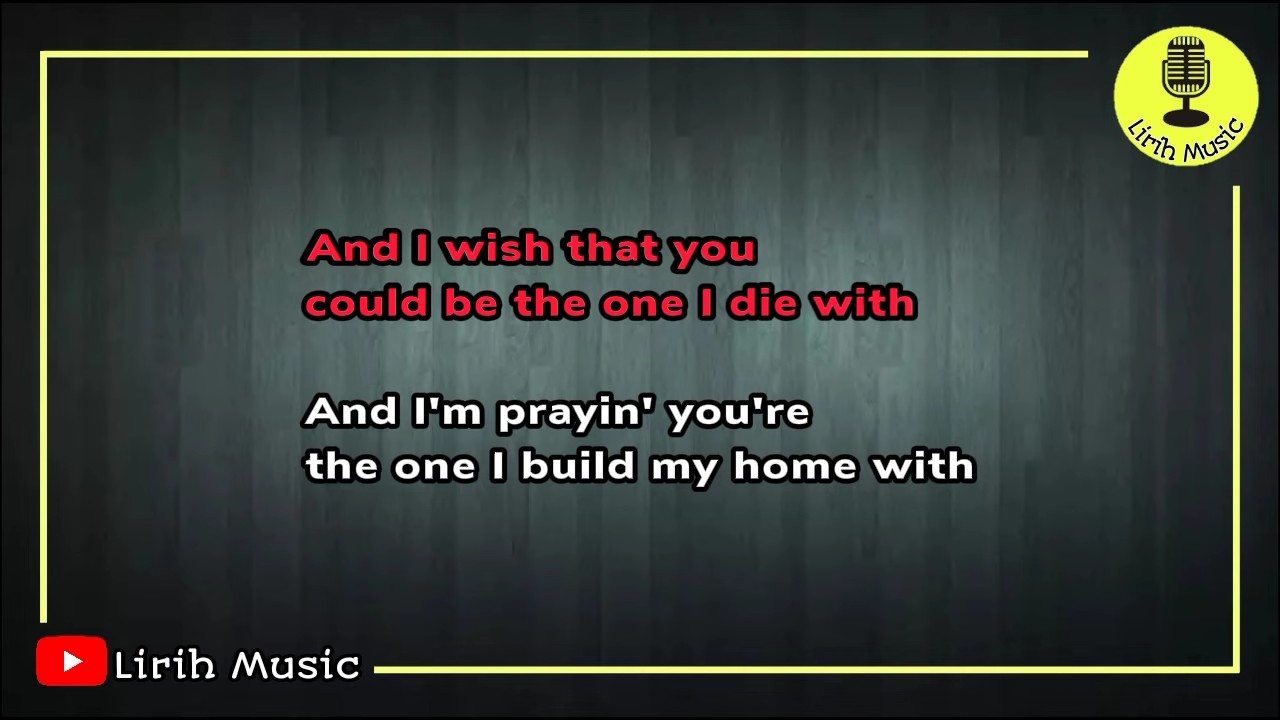 Lirih Music
And I wish that you
could be the one I die with
And I'm prayin' you're
the one I build my home with
Lirih Music